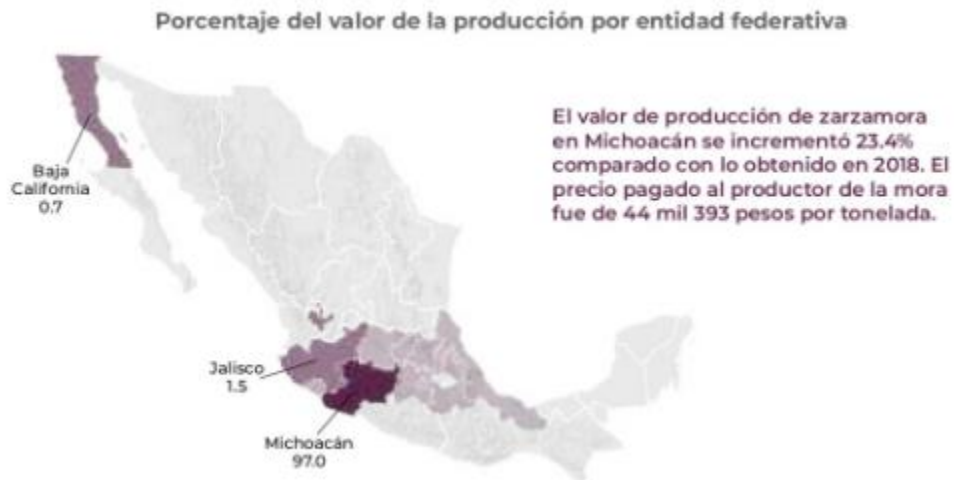 Porcentaje del valor de la producción por entidad federativa
El valor de producción de zarzamora
en Michoacán se incrementó 23.4%
comparado con lo obtenido en 2018. El
precio pagado al productor de la mora
fue de 44 mil 393 pesos por tonelada.
Baja
California
0.7
Jalisco
1.5
Michoacán
97.0